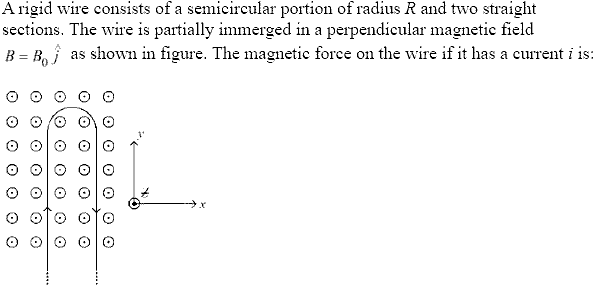 A rigid wire consists of a semicircular portion of radius R and two straight
sections. The wire is partially immerged in a perpendicular magnetic field
B = B₀ ĵ as shown in figure. The magnetic force on the wire if it has a current i is:
y
z
x